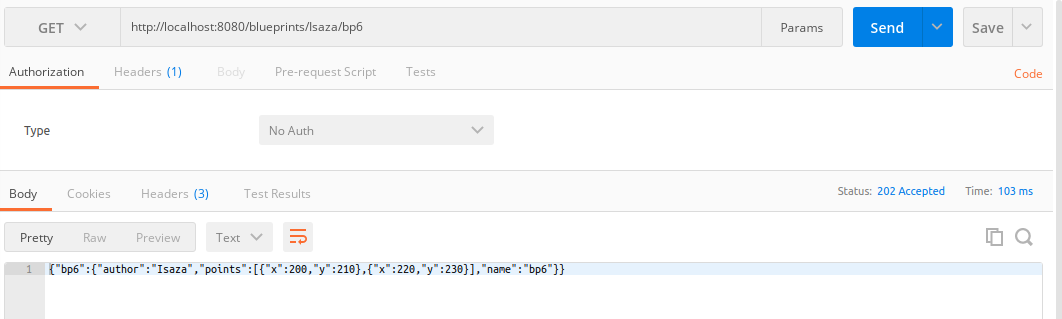 GET http://localhost:8080/blueprints/Isaza/bp6 Params Send Save
Authorization Headers (1) Body Pre-request Script Tests Code
Type No Auth
Body Cookies Headers (3) Test Results Status: 202 Accepted Time: 103 ms
Pretty Raw Preview Text
1 {"bp6":{"author":"Isaza","points":[{"x":200,"y":210},{"x":220,"y":230}],"name":"bp6"}}